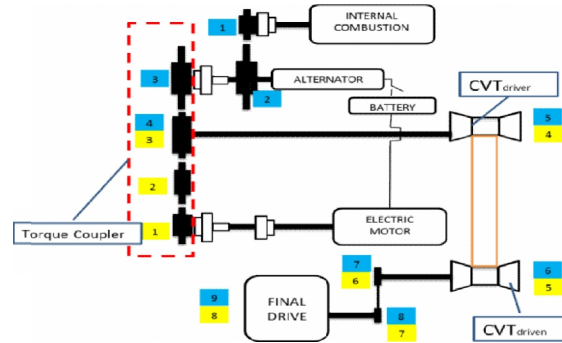 1
INTERNAL
COMBUSTION
3
ALTERNATOR
2
CVTdriver
BATTERY
4
3
5
4
2
Torque Coupler
1
ELECTRIC
MOTOR
7
6
6
5
9
8
FINAL
DRIVE
8
7
CVTdriven